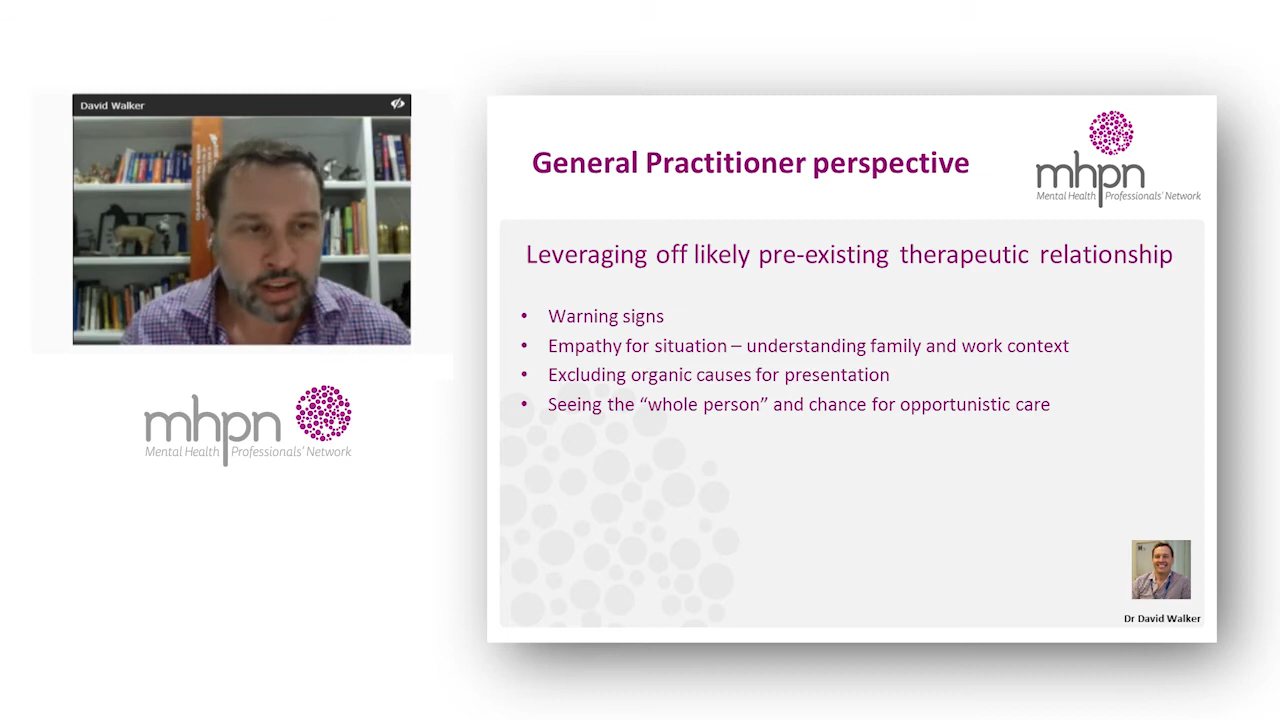 David Walker
mhpn
Mental Health Professionals' Network
General Practitioner perspective
mhpn
Mental Health Professionals' Network
Leveraging off likely pre-existing therapeutic relationship
• Warning signs
• Empathy for situation – understanding family and work context
• Excluding organic causes for presentation
• Seeing the “whole person” and chance for opportunistic care
Dr David Walker